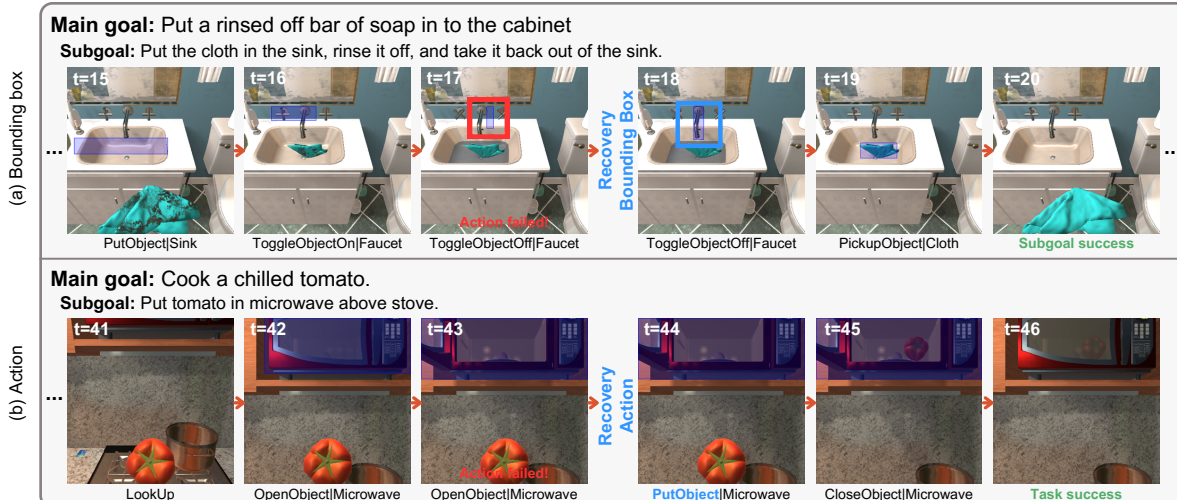 Main goal: Put a rinsed off bar of soap in to the cabinet
Subgoal: Put the cloth in the sink, rinse it off, and take it back out of the sink.
(a) Bounding box
...
t=15
t=16
t=17
Action failed!
Recovery
Bounding Box
t=18
t=19
t=20
...
PutObject|Sink
ToggleObjectOn|Faucet
ToggleObjectOff|Faucet
ToggleObjectOff|Faucet
PickupObject|Cloth
Subgoal success
Main goal: Cook a chilled tomato.
Subgoal: Put tomato in microwave above stove.
(b) Action
...
t=41
t=42
t=43
Action failed!
Recovery
Action
t=44
t=45
t=46
LookUp
OpenObject|Microwave
OpenObject|Microwave
PutObject|Microwave
CloseObject|Microwave
Task success